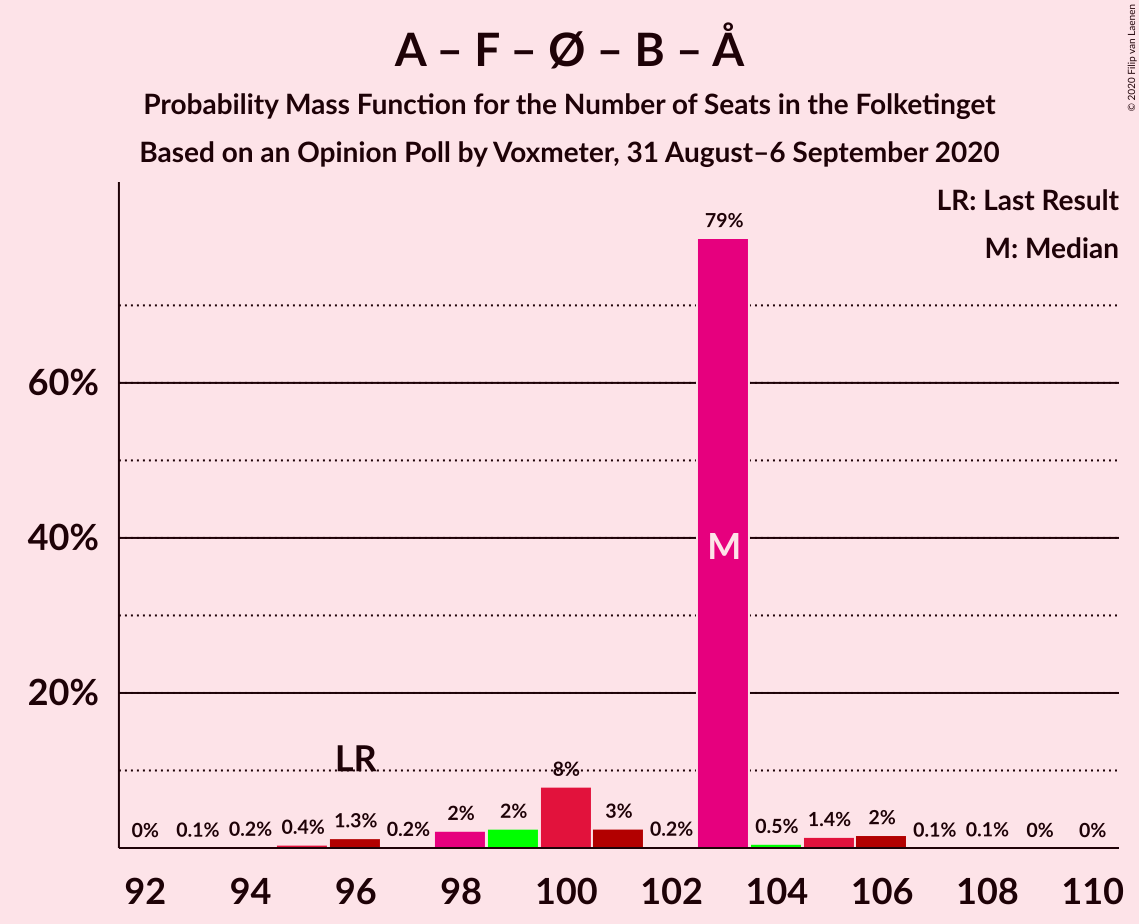 A – F – Ø – B – Å
Probability Mass Function for the Number of Seats in the Folketinget
Based on an Opinion Poll by Voxmeter, 31 August–6 September 2020
© 2020 Filip van Laenen
LR: Last Result
M: Median
79%
60%
40%
M
20%
LR
0% 0.1% 0.2% 0.4% 1.3% 0.2% 2% 2% 8% 3% 0.2% 0.5% 1.4% 2% 0.1% 0.1% 0% 0%
92 94 96 98 100 102 104 106 108 110